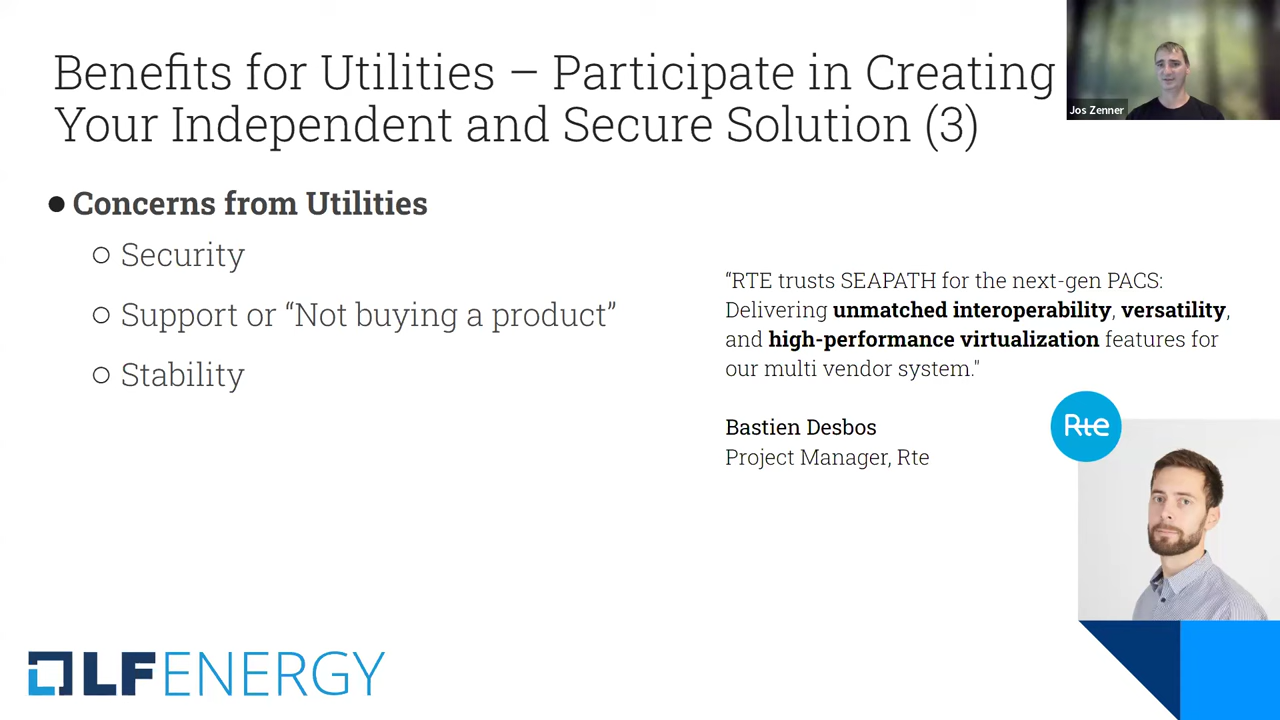 Benefits for Utilities – Participate in Creating
Your Independent and Secure Solution (3)
Jos Zenner
● Concerns from Utilities
○ Security
○ Support or “Not buying a product”
○ Stability
“RTE trusts SEAPATH for the next-gen PACS:
Delivering unmatched interoperability, versatility,
and high-performance virtualization features for
our multi vendor system."
Bastien Desbos
Project Manager, Rte
Rte
LFENERGY